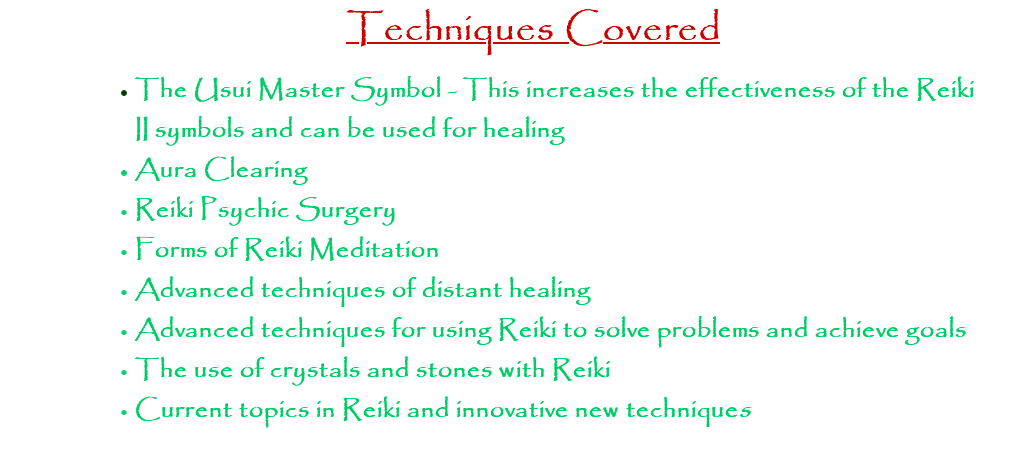 Techniques Covered
• The Usui Master Symbol - This increases the effectiveness of the Reiki
II symbols and can be used for healing
• Aura Clearing
• Reiki Psychic Surgery
• Forms of Reiki Meditation
• Advanced techniques of distant healing
• Advanced techniques for using Reiki to solve problems and achieve goals
• The use of crystals and stones with Reiki
• Current topics in Reiki and innovative new techniques